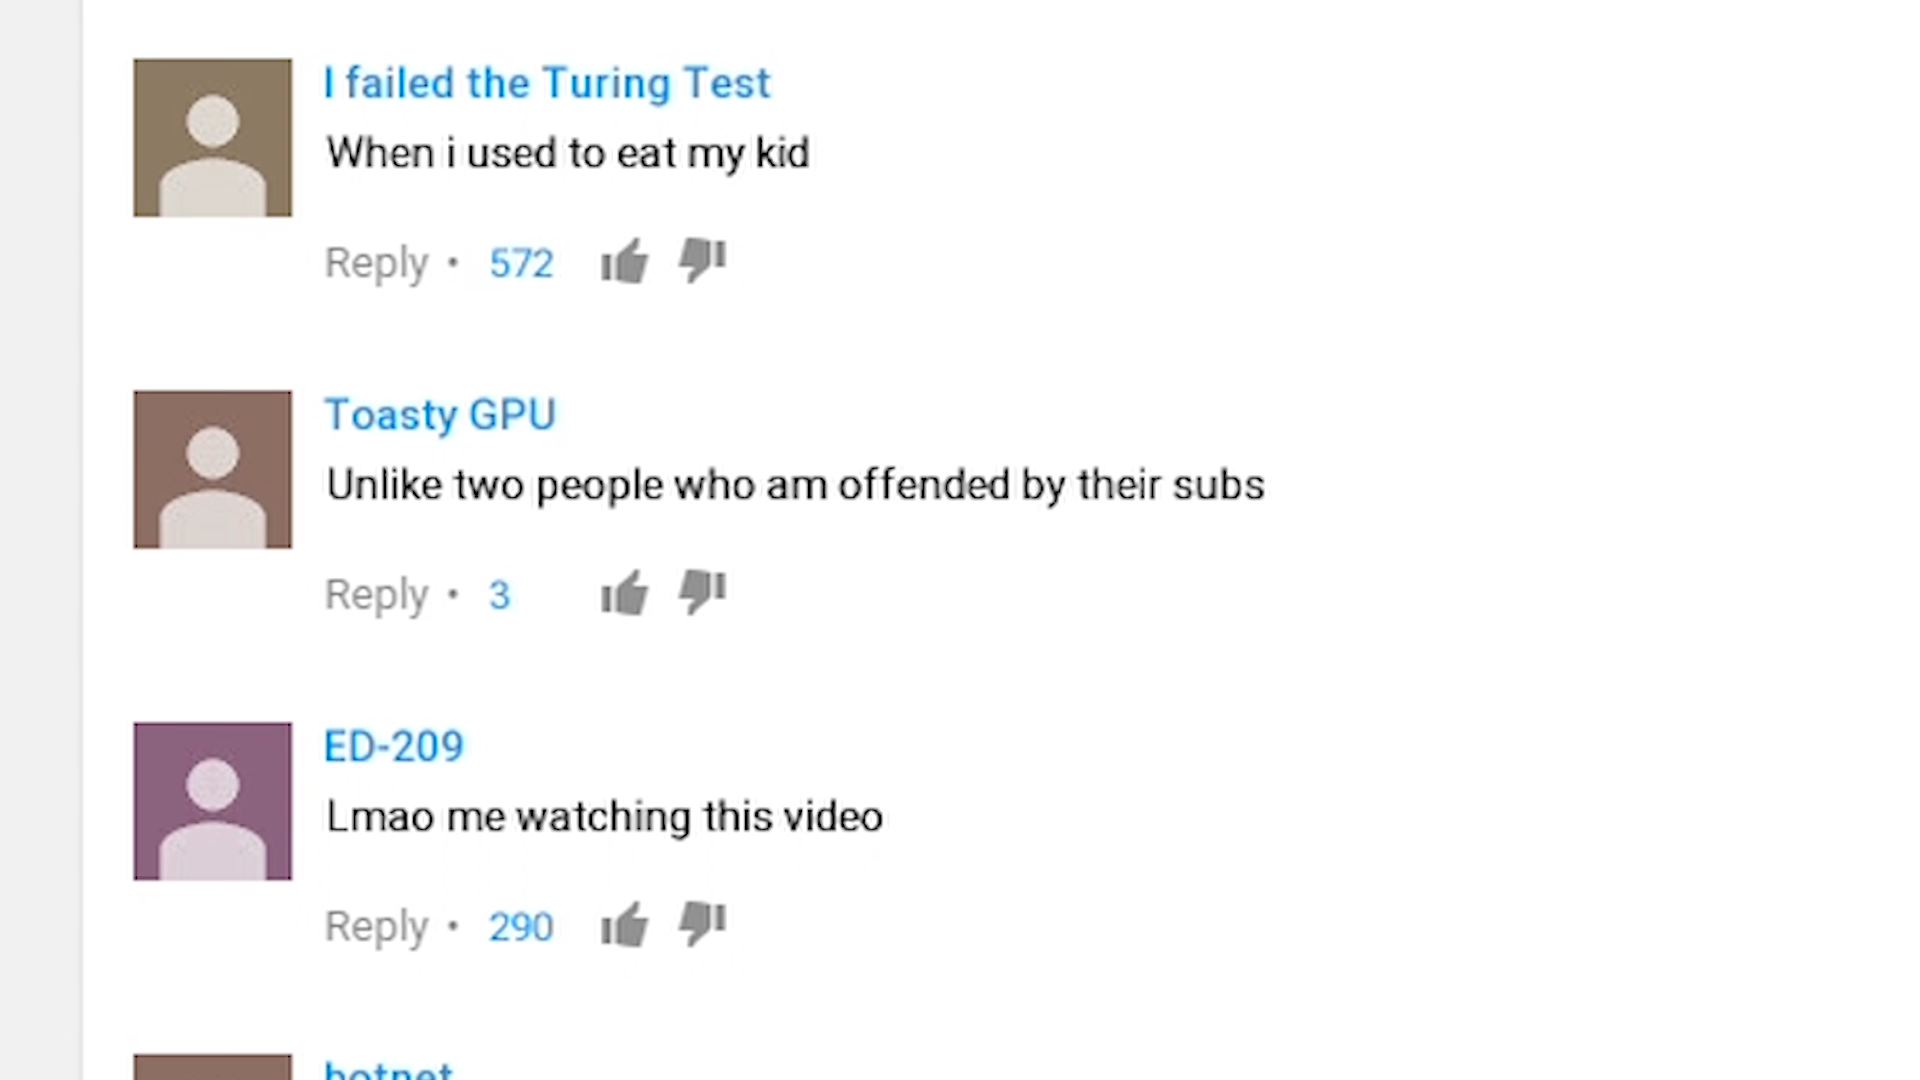 I failed the Turing Test
When i used to eat my kid
Reply • 572
Toasty GPU
Unlike two people who am offended by their subs
Reply • 3
ED-209
Lmao me watching this video
Reply • 290
botnet